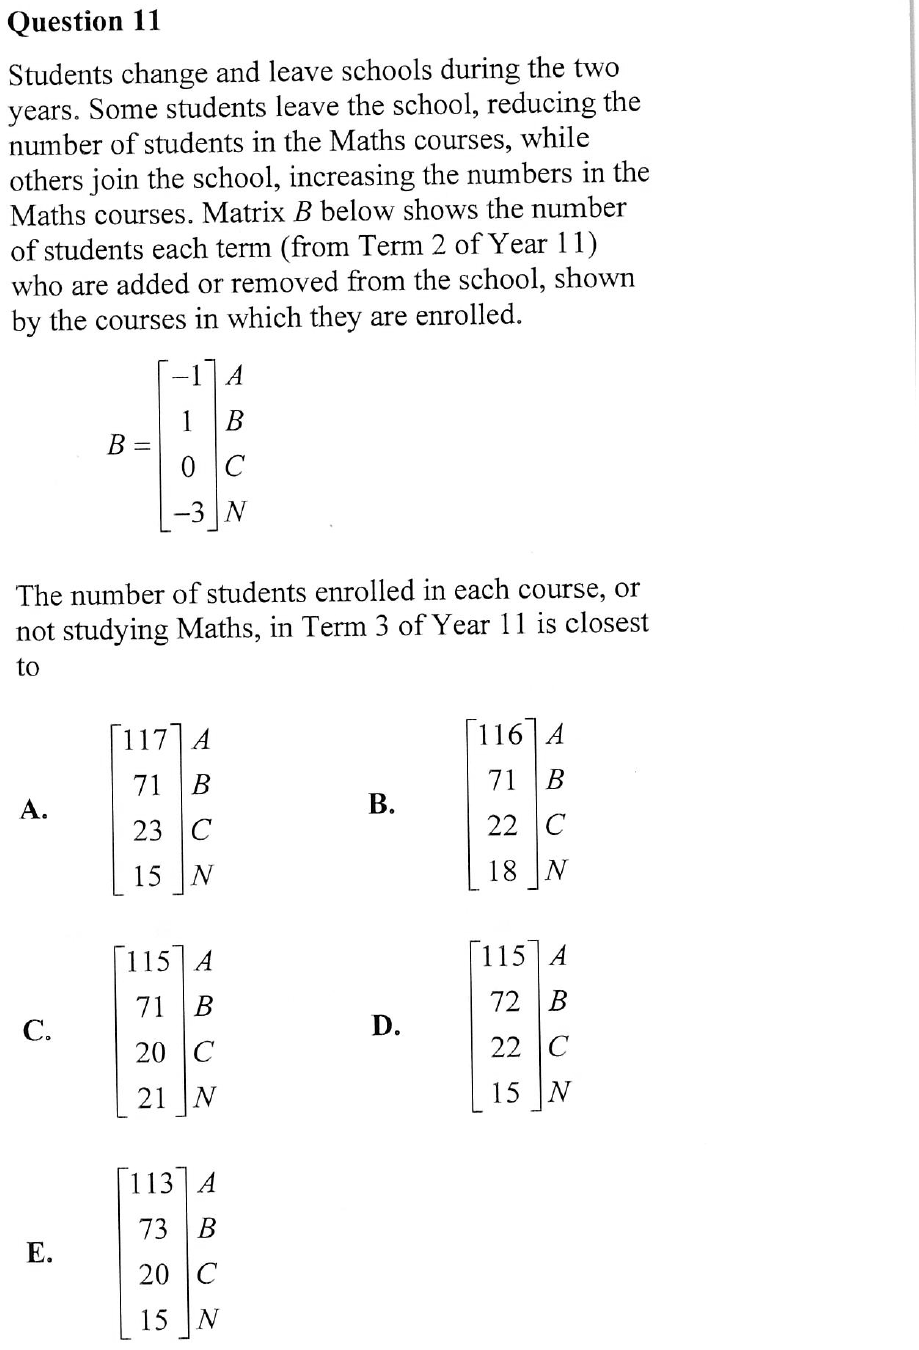 Question 11
Students change and leave schools during the two
years. Some students leave the school, reducing the
number of students in the Maths courses, while
others join the school, increasing the numbers in the
Maths courses. Matrix B below shows the number
of students each term (from Term 2 of Year 11)
who are added or removed from the school, shown
by the courses in which they are enrolled.
−1 A
1 B
B =
0 C
−3 N
The number of students enrolled in each course, or
not studying Maths, in Term 3 of Year 11 is closest
to
A.
117 A
71 B
23 C
15 N
B.
116 A
71 B
22 C
18 N
C.
115 A
71 B
20 C
21 N
D.
115 A
72 B
22 C
15 N
E.
113 A
73 B
20 C
15 N